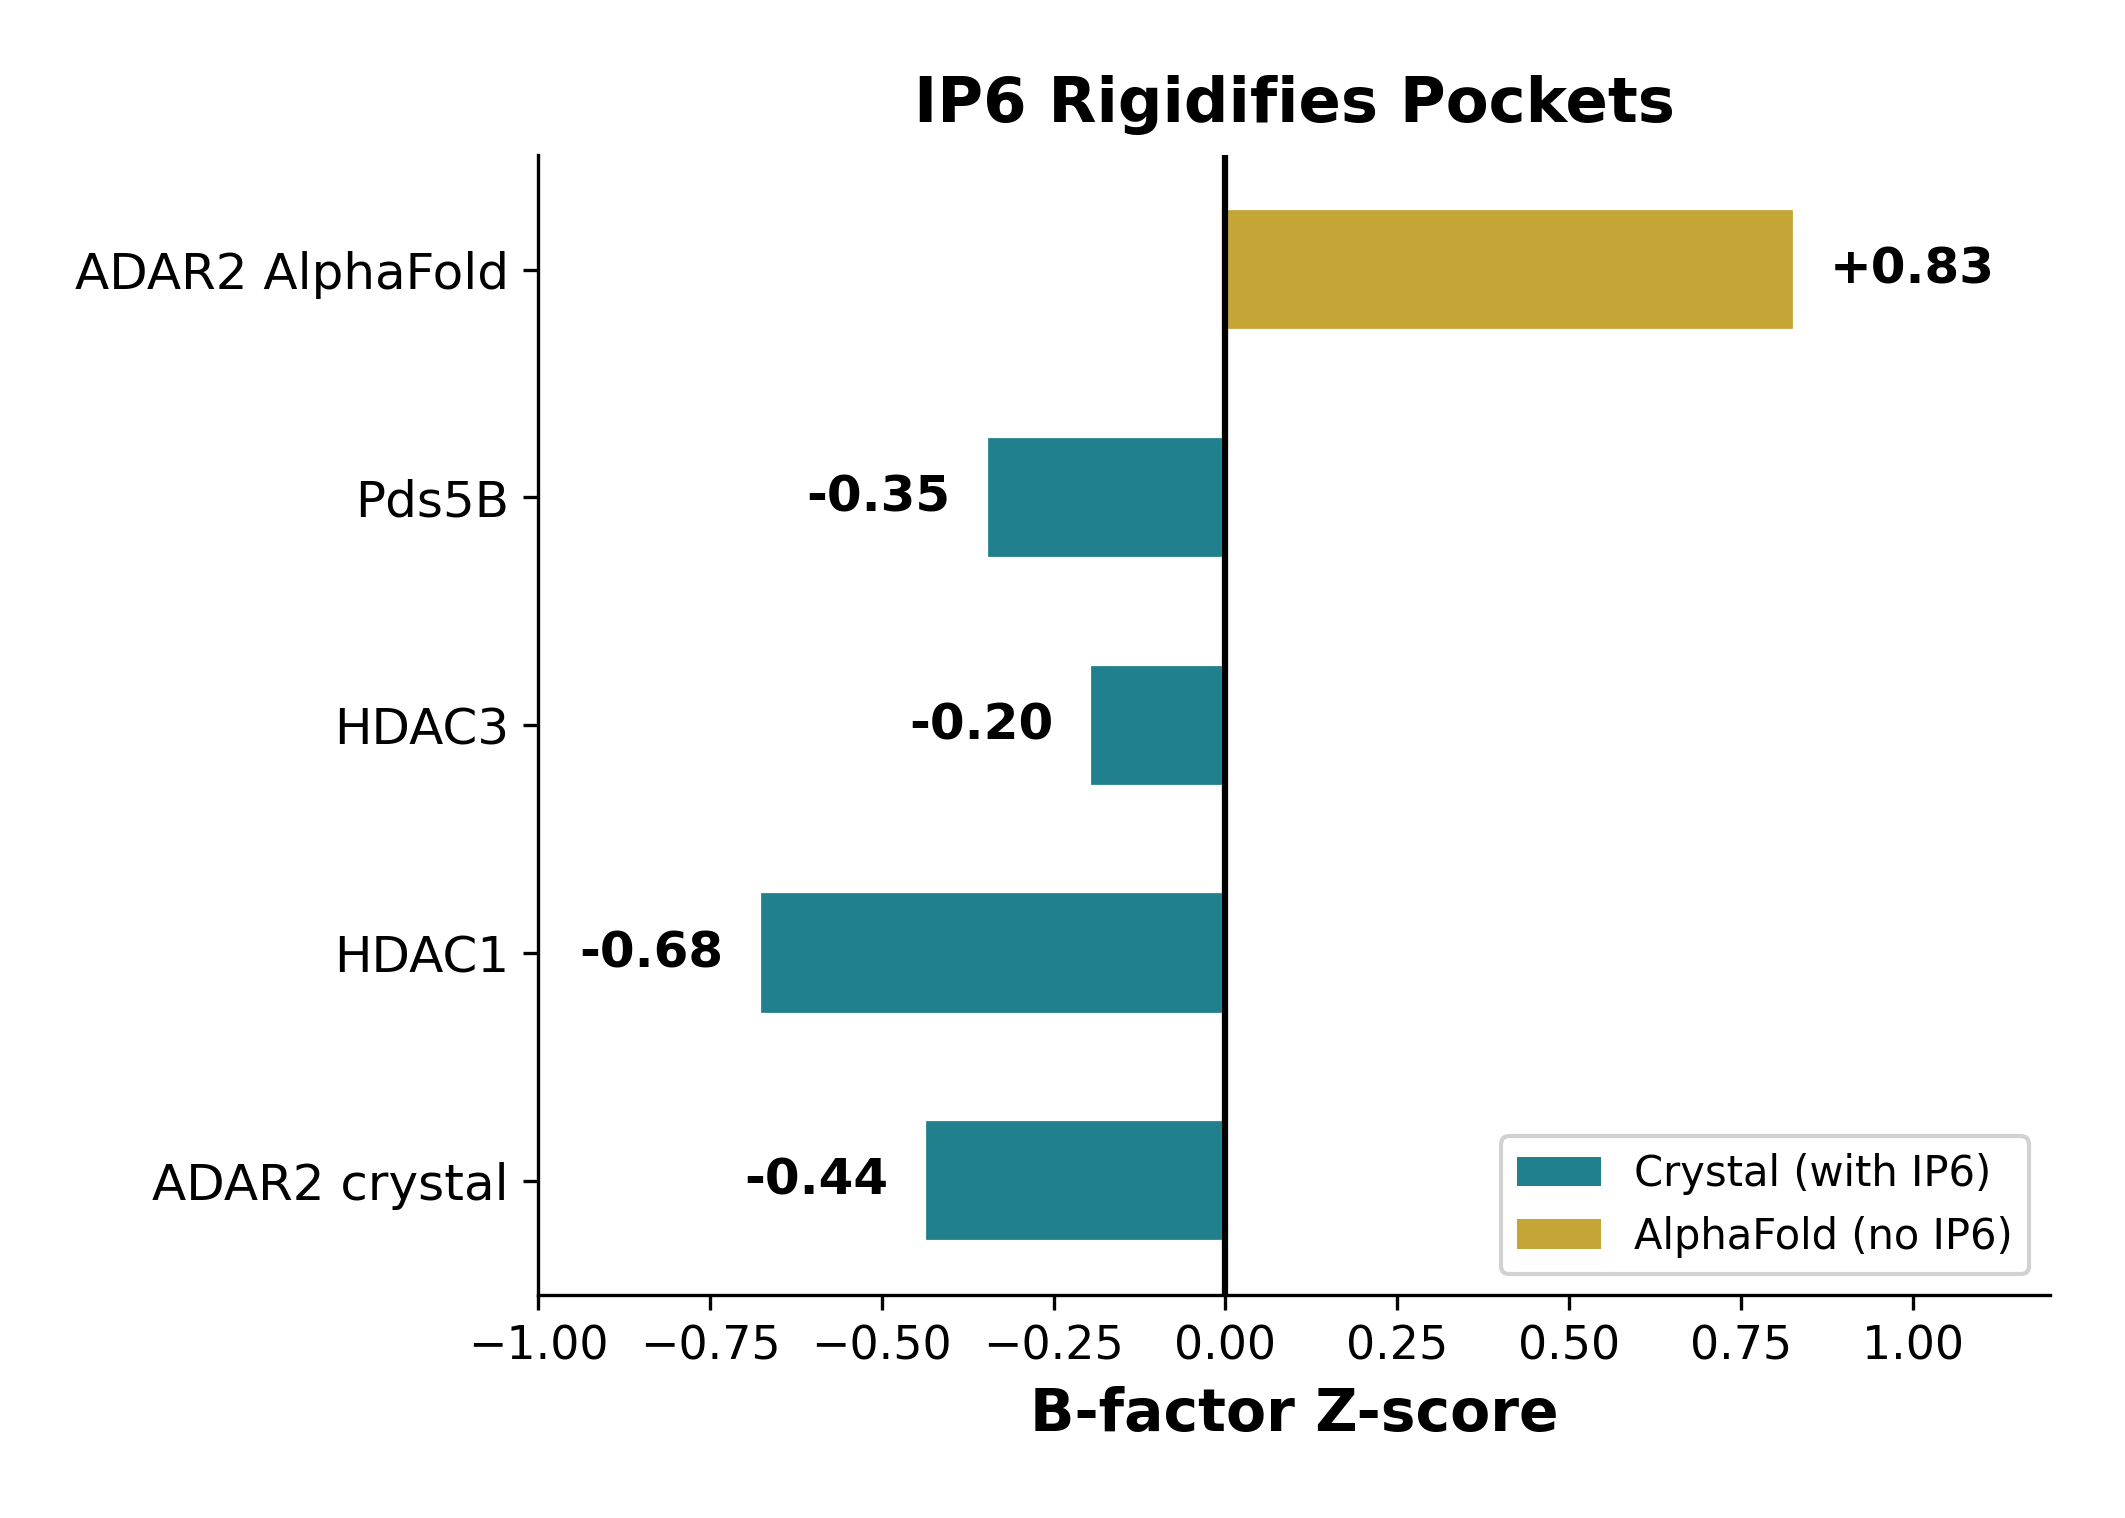 IP6 Rigidifies Pockets
ADAR2 AlphaFold
+0.83
Pds5B
-0.35
HDAC3
-0.20
HDAC1
-0.68
ADAR2 crystal
-0.44
Crystal (with IP6)
AlphaFold (no IP6)
−1.00 −0.75 −0.50 −0.25 0.00 0.25 0.50 0.75 1.00
B-factor Z-score